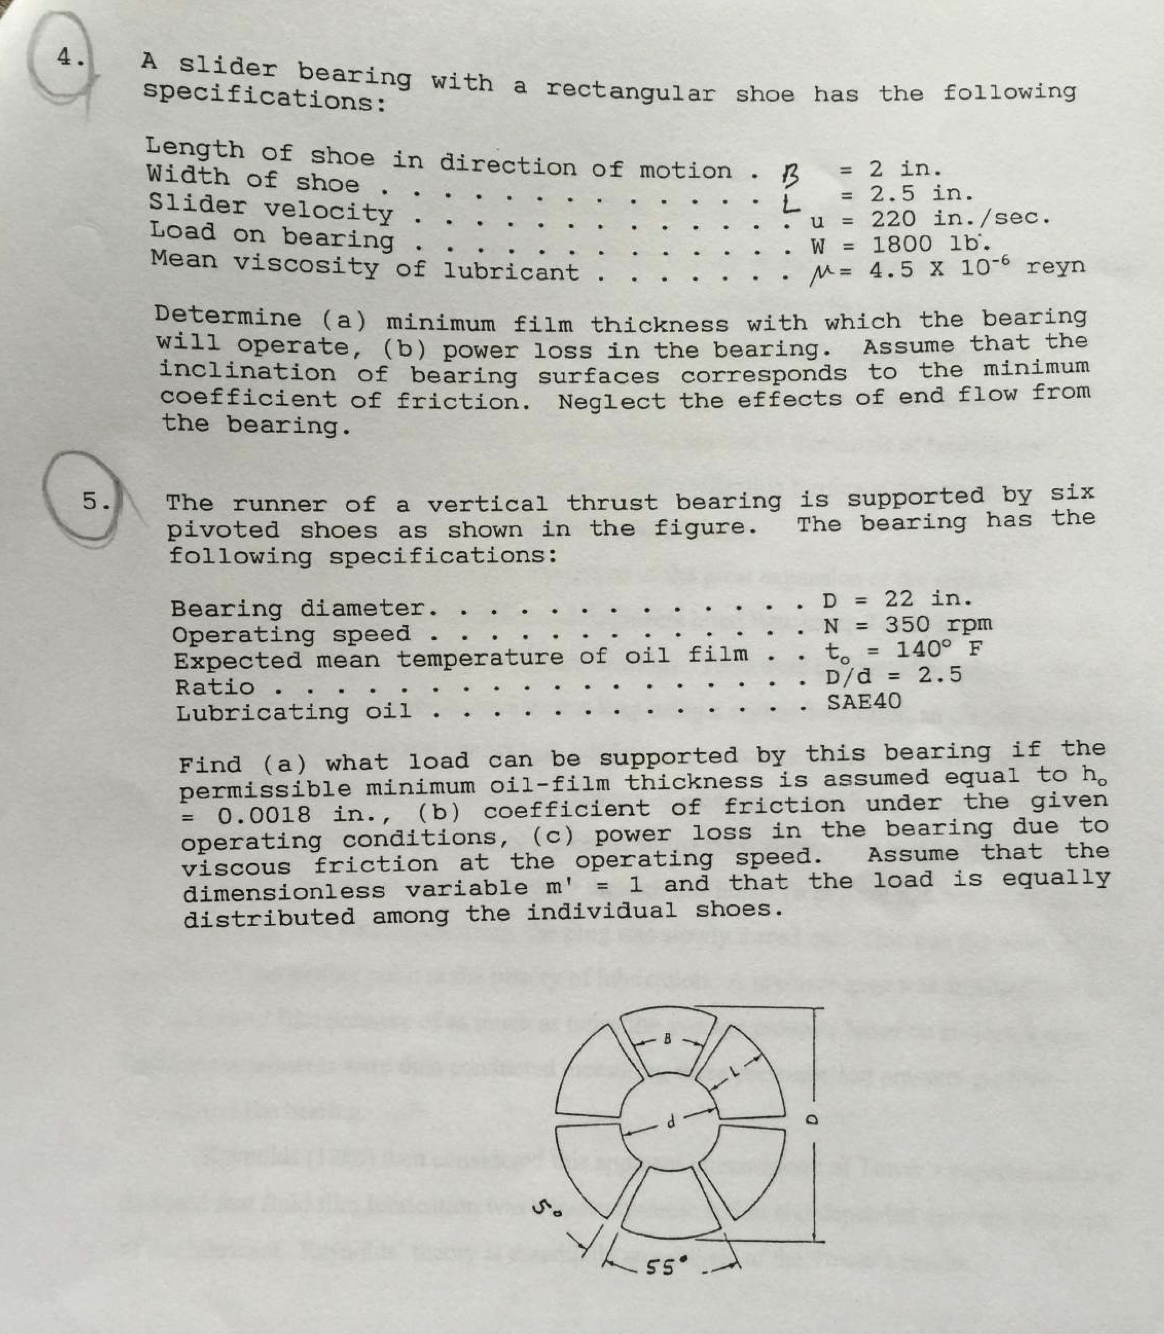 4. A slider bearing with a rectangular shoe has the following
specifications:
Length of shoe in direction of motion . B = 2 in.
Width of shoe . . . . . . . . . . . . L = 2.5 in.
Slider velocity . . . . . . . . . . . . u = 220 in./sec.
Load on bearing . . . . . . . . . . . . W = 1800 lb.
Mean viscosity of lubricant . . . . . . . μ = 4.5 X 10⁻⁶ reyn
Determine (a) minimum film thickness with which the bearing
will operate, (b) power loss in the bearing. Assume that the
inclination of bearing surfaces corresponds to the minimum
coefficient of friction. Neglect the effects of end flow from
the bearing.
5. The runner of a vertical thrust bearing is supported by six
pivoted shoes as shown in the figure. The bearing has the
following specifications:
Bearing diameter. . . . . . . . . . . . . D = 22 in.
Operating speed . . . . . . . . . . . . . N = 350 rpm
Expected mean temperature of oil film . . tₒ = 140° F
Ratio . . . . . . . . . . . . . . . . . . D/d = 2.5
Lubricating oil . . . . . . . . . . . . . SAE40
Find (a) what load can be supported by this bearing if the
permissible minimum oil-film thickness is assumed equal to hₒ
= 0.0018 in., (b) coefficient of friction under the given
operating conditions, (c) power loss in the bearing due to
viscous friction at the operating speed. Assume that the
dimensionless variable m' = 1 and that the load is equally
distributed among the individual shoes.
B
L
d
D
5°
55°